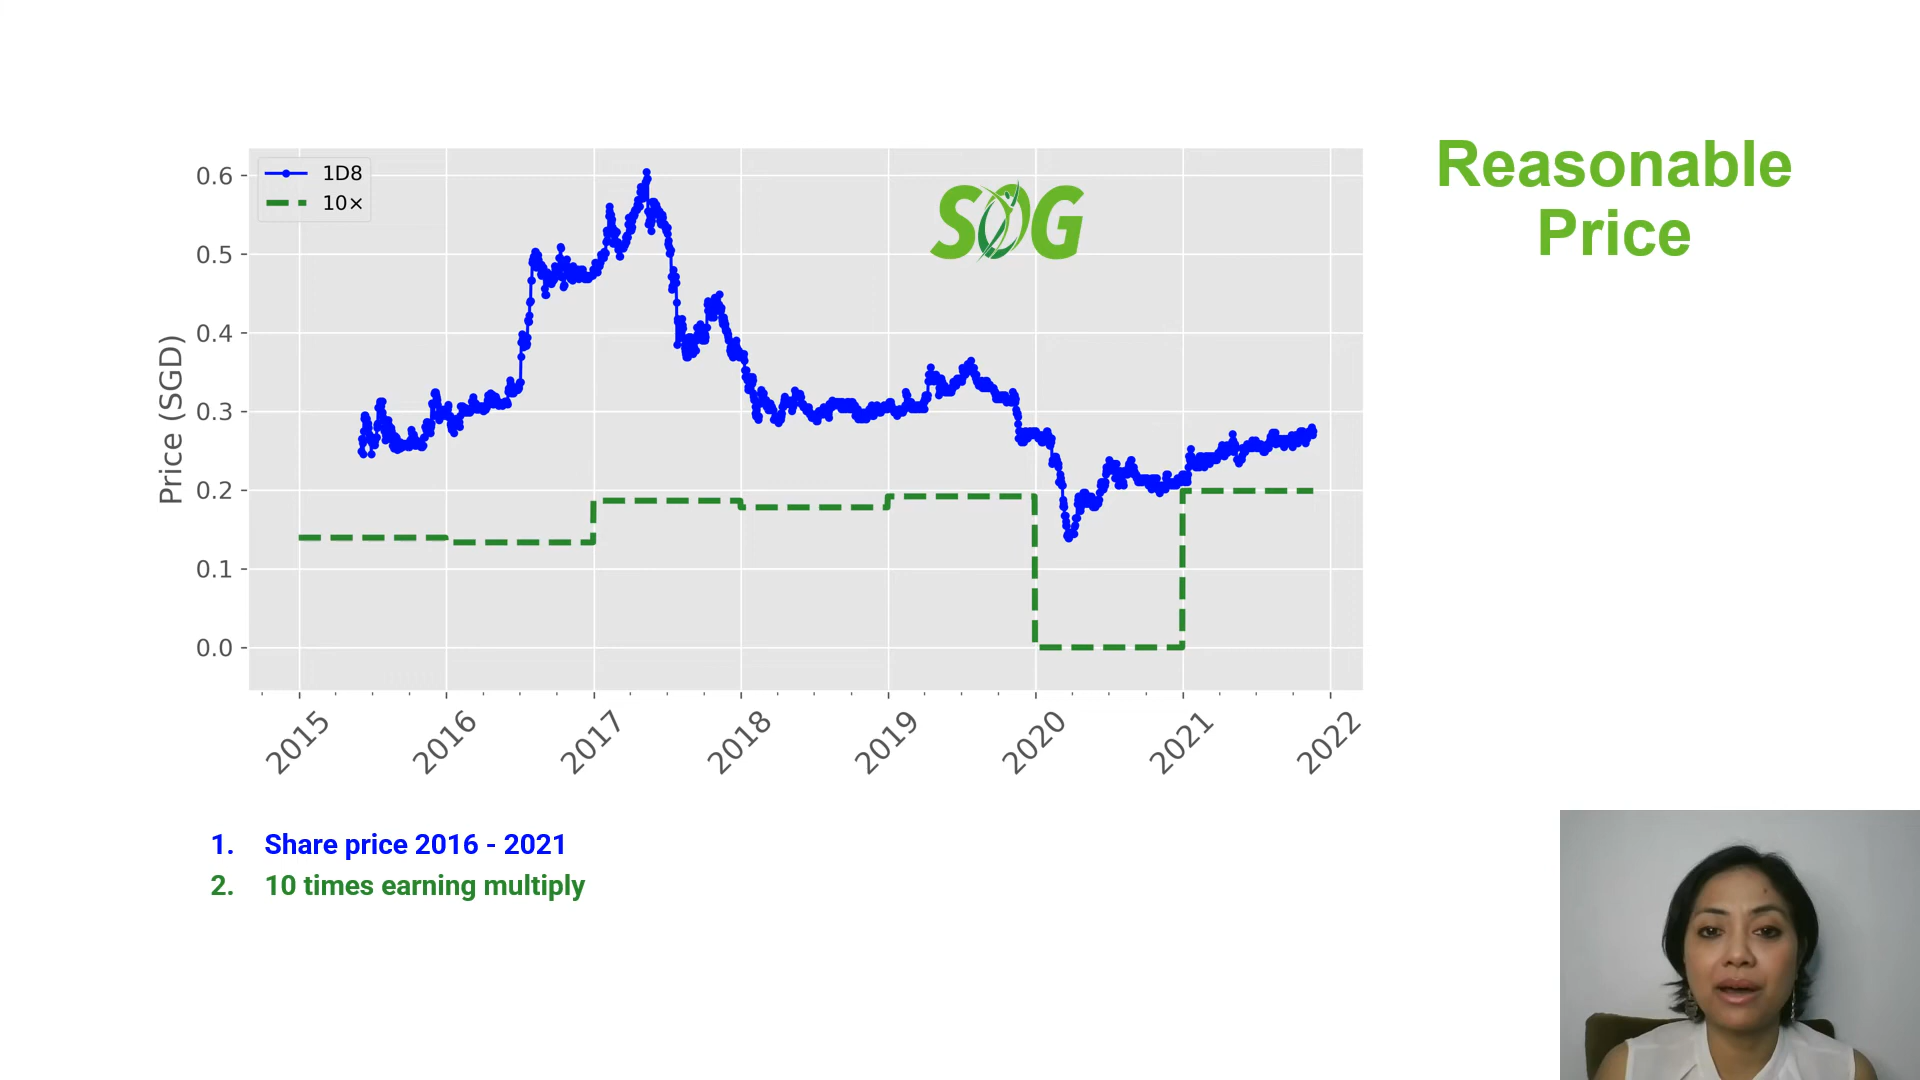 Reasonable
Price
1D8
10×
SOG
Price (SGD)
0.6
0.5
0.4
0.3
0.2
0.1
0.0
2015
2016
2017
2018
2019
2020
2021
2022
1. Share price 2016 - 2021
2. 10 times earning multiply